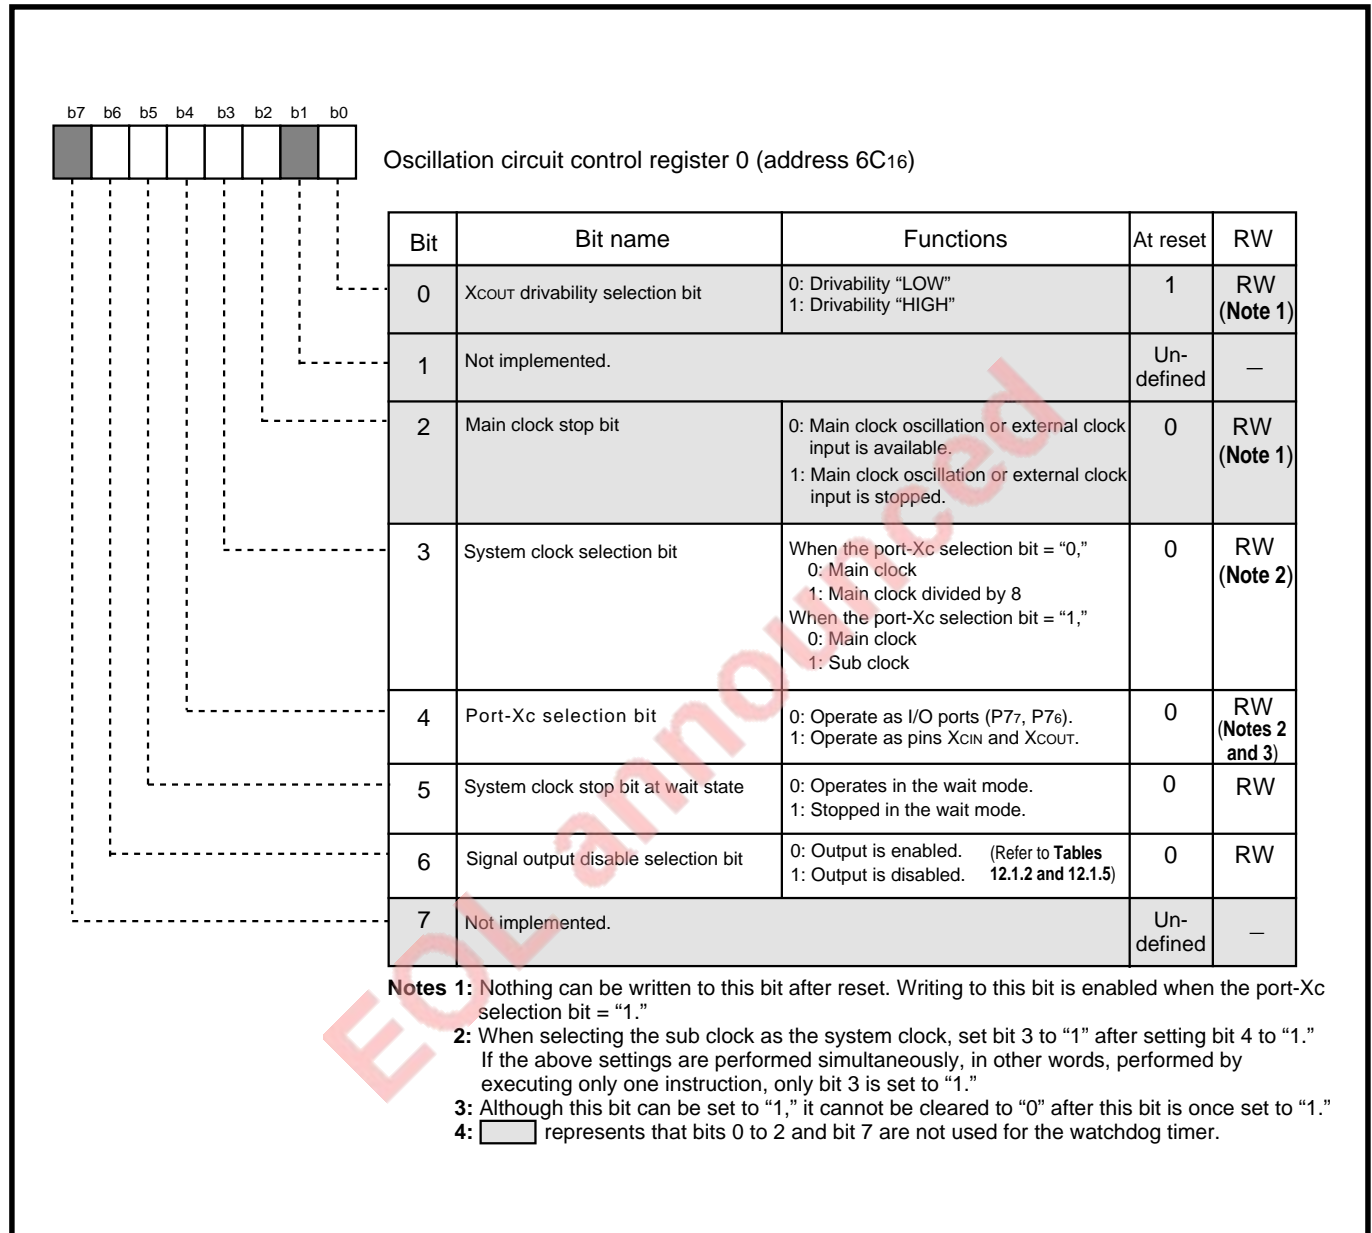 b7 b6 b5 b4 b3 b2 b1 b0
Oscillation circuit control register 0 (address 6C16)
Bit Bit name Functions At reset RW
0 XCOUT drivability selection bit 0: Drivability “LOW” 1 RW
1: Drivability “HIGH” (Note 1)
1 Not implemented. Un- —
defined
2 Main clock stop bit 0: Main clock oscillation or external clock 0 RW
input is available. (Note 1)
1: Main clock oscillation or external clock
input is stopped.
3 System clock selection bit When the port-Xc selection bit = “0,” 0 RW
0: Main clock (Note 2)
1: Main clock divided by 8
When the port-Xc selection bit = “1,”
0: Main clock
1: Sub clock
4 Port-Xc selection bit 0: Operate as I/O ports (P77, P76). 0 RW
1: Operate as pins XCIN and XCOUT. (Notes 2
and 3)
5 System clock stop bit at wait state 0: Operates in the wait mode. 0 RW
1: Stopped in the wait mode.
6 Signal output disable selection bit 0: Output is enabled. (Refer to Tables 0 RW
1: Output is disabled. 12.1.2 and 12.1.5)
7 Not implemented. Un- —
defined
Notes 1: Nothing can be written to this bit after reset. Writing to this bit is enabled when the port-Xc
selection bit = “1.”
2: When selecting the sub clock as the system clock, set bit 3 to “1” after setting bit 4 to “1.”
If the above settings are performed simultaneously, in other words, performed by
executing only one instruction, only bit 3 is set to “1.”
3: Although this bit can be set to “1,” it cannot be cleared to “0” after this bit is once set to “1.”
4: represents that bits 0 to 2 and bit 7 are not used for the watchdog timer.
EOL announced